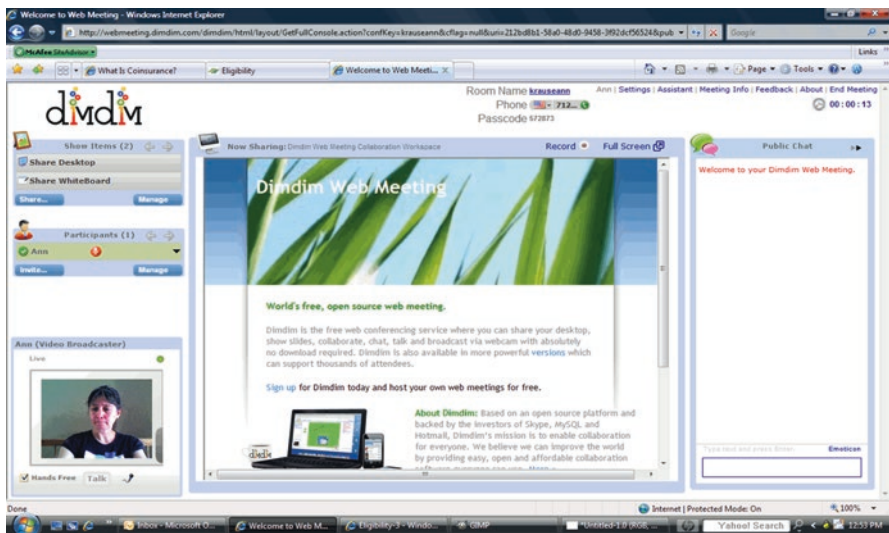 Welcome to Web Meeting - Windows Internet Explorer
http://webmeeting.dimdim.com/dimdim/html/layout/GetFullConsole.action?confKey=krauseann&cflag=null&uri=212bd8b1-58a0-48d0-9458-3f92dcf56524&pub
Google
McAfee SiteAdvisor
Links
What Is Coinsurance?
Eligibility
Welcome to Web Meeti...
Page
Tools
dimdim
Room Name krauseann
Ann | Settings | Assistant | Meeting Info | Feedback | About | End Meeting
Phone 712...
00:00:13
Passcode 572873
Show Items (2)
Now Sharing: Dimdim Web Meeting Collaboration Workspace
Record
Full Screen
Public Chat
Share Desktop
Share WhiteBoard
Share...
Manage
Welcome to your Dimdim Web Meeting.
Participants (1)
Ann
Invite...
Manage
Dimdim Web Meeting
World's free, open source web meeting.
Dimdim is the free web conferencing service where you can share your desktop,
show slides, collaborate, chat, talk and broadcast via webcam with absolutely
no download required. Dimdim is also available in more powerful versions which
can support thousands of attendees.
Sign up for Dimdim today and host your own web meetings for free.
About Dimdim: Based on an open source platform and
backed by the investors of Skype, MySQL, and
Hotmail, Dimdim's mission is to enable collaboration
for everyone. We believe we can improve the world
by providing easy, open and affordable collaboration
software everyone can use.
Ann (Video Broadcaster)
Live
Hands Free
Talk
Type text and press Enter
Emoticon
Done
Internet | Protected Mode: On
100%
Inbox - Microsoft O...
Welcome to Web M...
Eligibility-3 - Windo...
GIMP
*Untitled-1.0 (RGB, ...
Yahoo! Search
12:53 PM